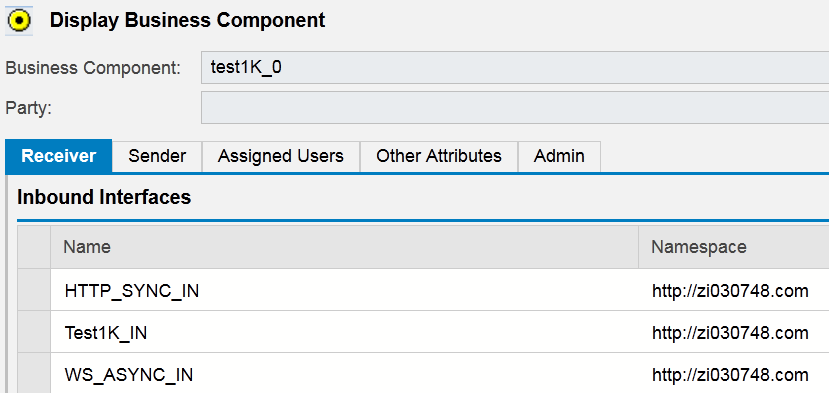 Display Business Component
Business Component: test1K_0
Party:
Receiver Sender Assigned Users Other Attributes Admin
Inbound Interfaces
Name Namespace
HTTP_SYNC_IN http://zi030748.com
Test1K_IN http://zi030748.com
WS_ASYNC_IN http://zi030748.com